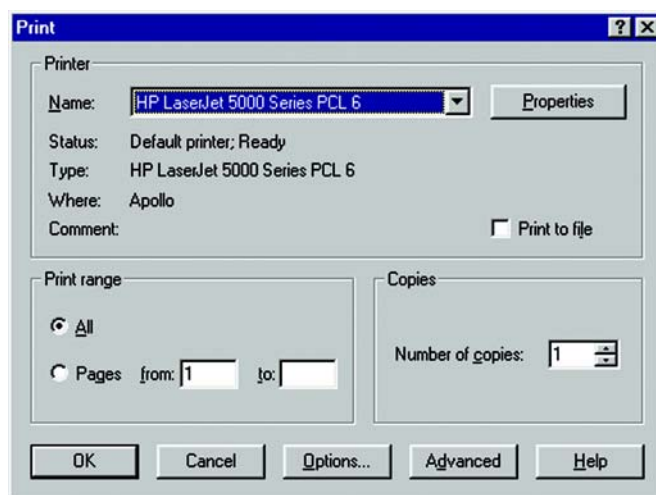 Print
Printer
Name: HP LaserJet 5000 Series PCL 6 Properties
Status: Default printer; Ready
Type: HP LaserJet 5000 Series PCL 6
Where: Apollo
Comment: Print to file
Print range
All
Pages from: 1 to:
Copies
Number of copies: 1
OK Cancel Options... Advanced Help